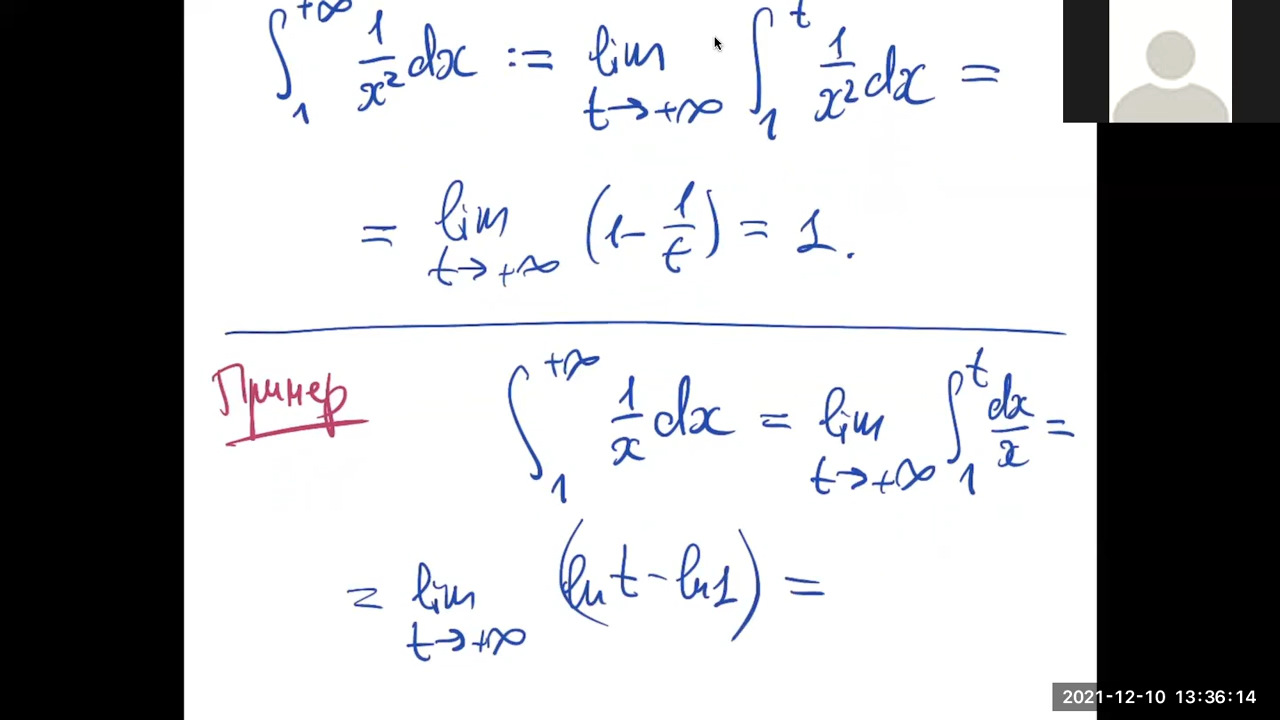 ∫₁^{+∞} 1/x² dx := lim_{t→+∞} ∫₁^t 1/x² dx =
= lim_{t→+∞} (1 - 1/t) = 1.
Пример ∫₁^{+∞} 1/x dx = lim_{t→+∞} ∫₁^t dx/x =
= lim_{t→+∞} (ln t - ln 1) =
2021-12-10 13:36:14